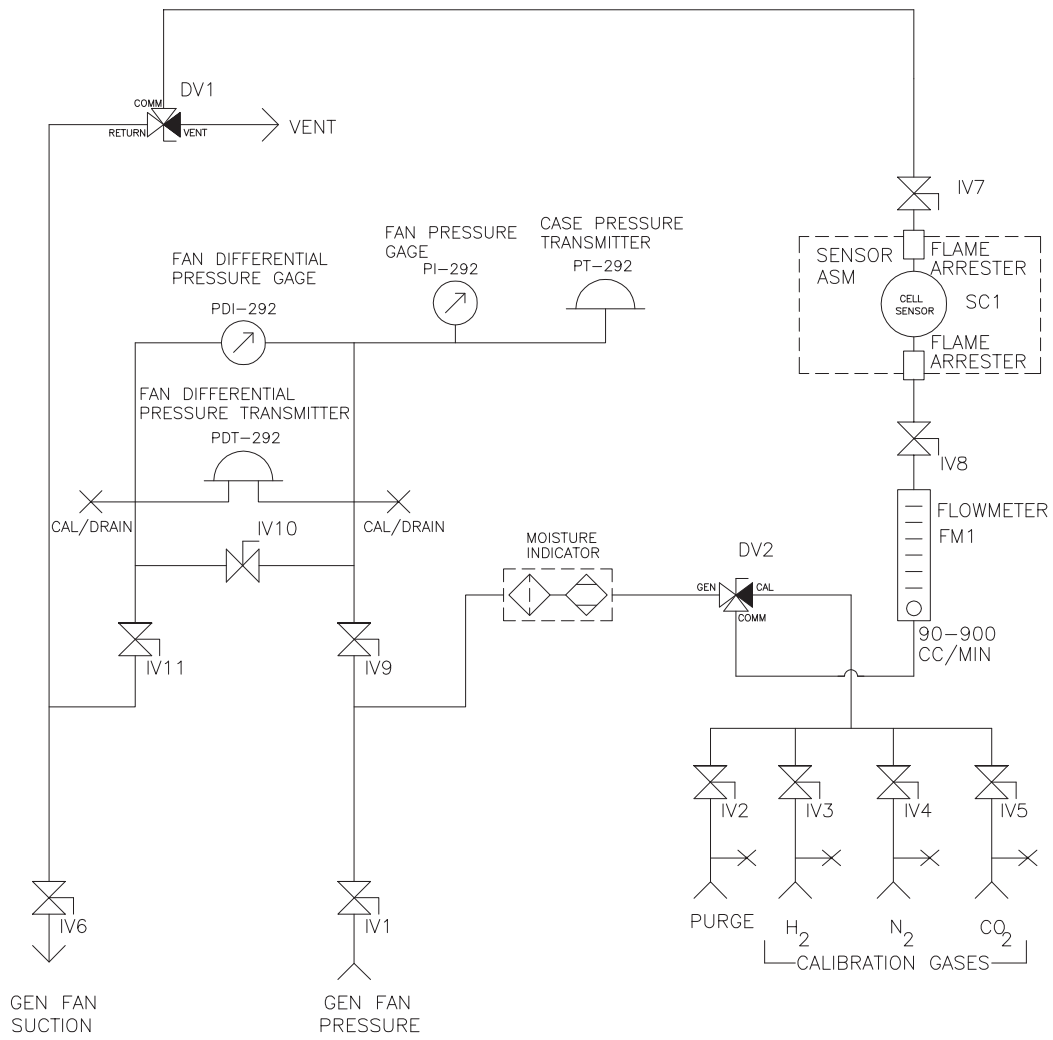 DV1
COMM
RETURN
VENT
VENT
IV7
CASE PRESSURE
TRANSMITTER
PT-292
FAN PRESSURE
GAGE
PI-292
FAN DIFFERENTIAL
PRESSURE GAGE
PDI-292
SENSOR
ASM
FLAME
ARRESTER
CELL
SENSOR
SC1
FLAME
ARRESTER
FAN DIFFERENTIAL
PRESSURE TRANSMITTER
PDT-292
IV8
CAL/DRAIN
CAL/DRAIN
IV10
FLOWMETER
FM1
MOISTURE
INDICATOR
DV2
GEN
CAL
COMM
90-900
CC/MIN
IV11
IV9
IV2
IV3
IV4
IV5
IV6
IV1
PURGE
H2
N2
CO2
CALIBRATION GASES
GEN FAN
SUCTION
GEN FAN
PRESSURE